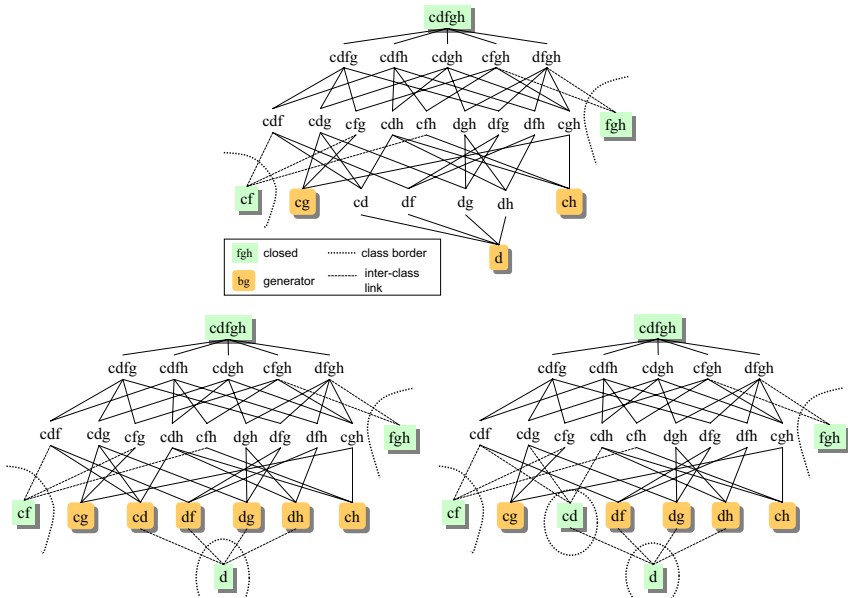 cdfgh
cdfg cdfh cdgh cfgh dfgh
cdf cdg cfg cdh cfh dgh dfg dfh cgh fgh
cf cg cd df dg dh ch
d
fgh closed class border
bg generator inter-class
link
cdfgh
cdfg cdfh cdgh cfgh dfgh
cdf cdg cfg cdh cfh dgh dfg dfh cgh fgh
cf cg cd df dg dh ch
d
cdfgh
cdfg cdfh cdgh cfgh dfgh
cdf cdg cfg cdh cfh dgh dfg dfh cgh fgh
cf cg cd df dg dh ch
d